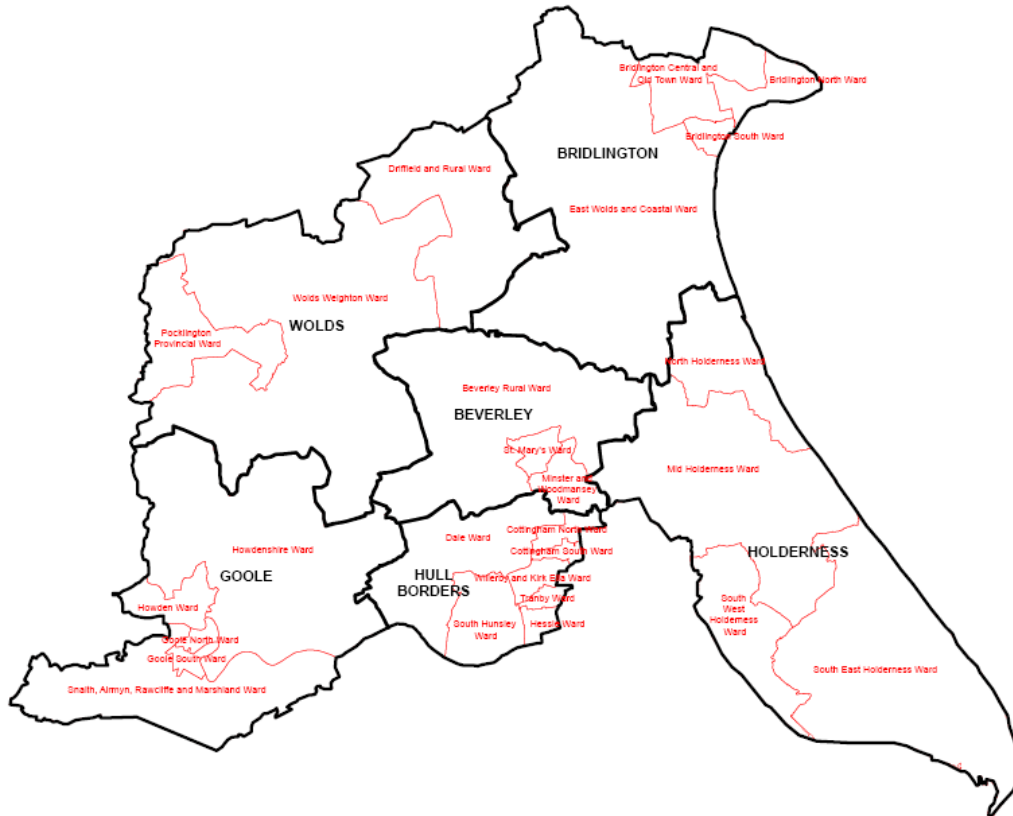 Bridlington Central and
Old Town Ward
Bridlington North Ward
Bridlington South Ward
BRIDLINGTON
Driffield and Rural Ward
East Wolds and Coastal Ward
Wolds Weighton Ward
WOLDS
Pocklington
Provincial Ward
North Holderness Ward
Beverley Rural Ward
BEVERLEY
St. Mary's Ward
Mid Holderness Ward
Minster and
Woodmansey
Ward
Cottingham North Ward
Dale Ward
Cottingham South Ward
Howdenshire Ward
HOLDERNESS
GOOLE
HULL
BORDERS
Willerby and Kirk Ella Ward
Tranby Ward
Howden Ward
South
West
Holderness
Ward
South Hunsley
Ward
Hessle Ward
Goole North Ward
Goole South Ward
South East Holderness Ward
Snaith, Airmyn, Rawcliffe and Marshland Ward